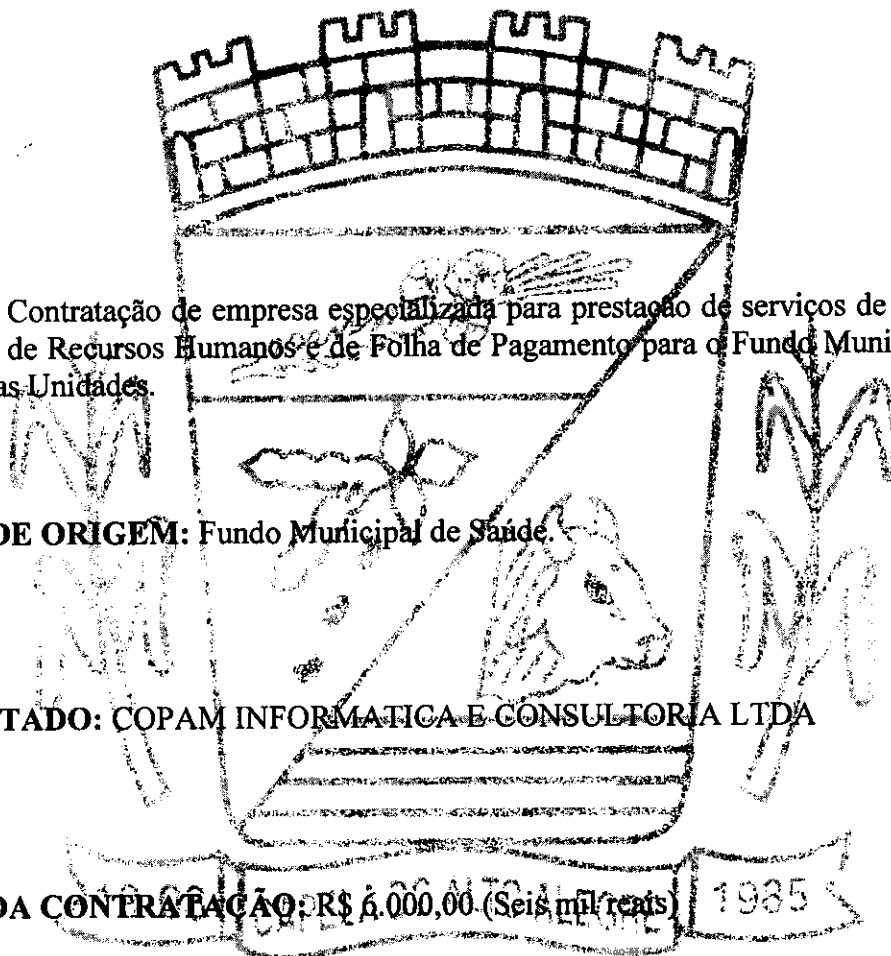 Contratação de empresa especializada para prestação de serviços de
de Recursos Humanos e de Folha de Pagamento para o Fundo Muni
as Unidades.
DE ORIGEM: Fundo Municipal de Saúde.
TADO: COPAM INFORMATICA E CONSULTORIA LTDA
DA CONTRATAÇÃO: R$ 6.000,00 (Seis mil reais)
ALEGRE
1985